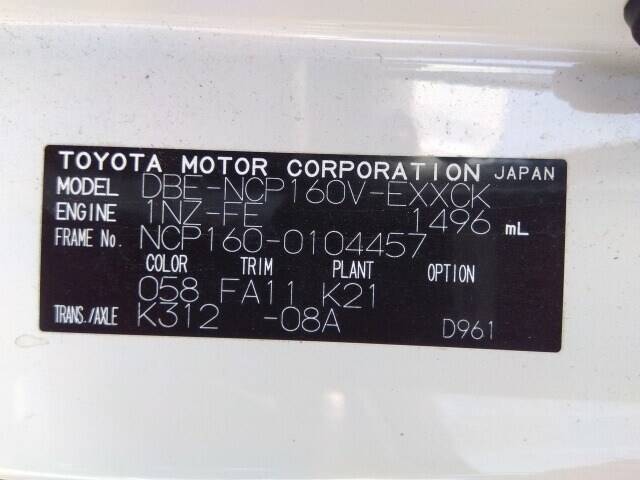 TOYOTA MOTOR CORPORATION JAPAN
MODEL DBE-NCP160V-EXXCK
ENGINE 1NZ-FE 1496 mL
FRAME No. NCP160-0104457
COLOR TRIM PLANT OPTION
058 FA11 K21
TRANS./AXLE K312 -08A D961